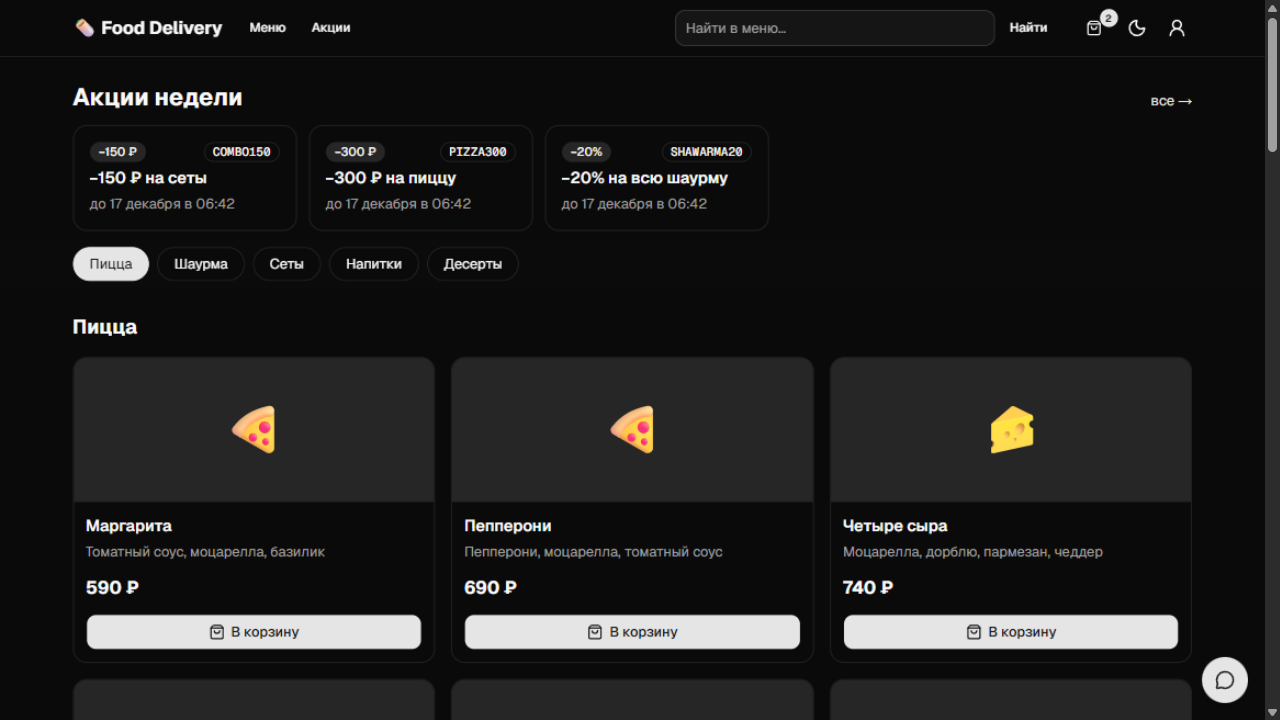 Food Delivery Меню Акции Найти в меню... Найти 2
Акции недели все →
−150 ₽ COMBO150 −300 ₽ PIZZA300 −20% SHAWARMA20
−150 ₽ на сеты −300 ₽ на пиццу −20% на всю шаурму
до 17 декабря в 06:42 до 17 декабря в 06:42 до 17 декабря в 06:42
Пицца Шаурма Сеты Напитки Десерты
Пицца
Маргарита Пепперони Четыре сыра
Томатный соус, моцарелла, базилик Пепперони, моцарелла, томатный соус Моцарелла, дорблю, пармезан, чеддер
590 ₽ 690 ₽ 740 ₽
В корзину В корзину В корзину